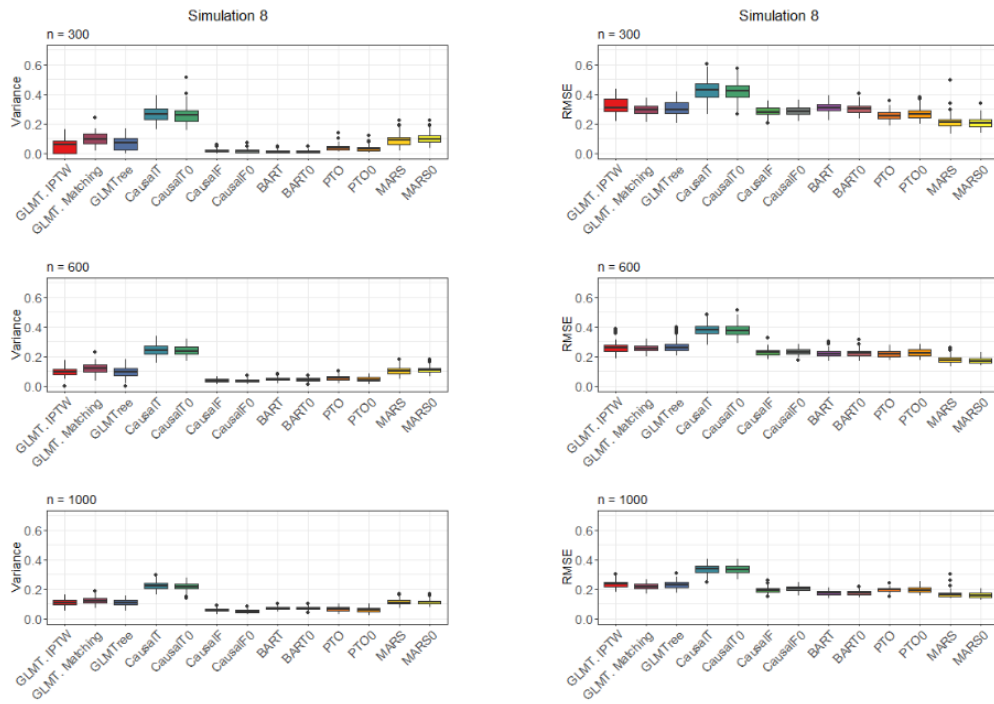 Simulation 8
n = 300
Variance
0.6
0.4
0.2
0.0
GLMT. IPTW
GLMT. Matching
GLMTree
CausalT
CausalT0
CausalF
CausalF0
BART
BART0
PTO
PTO0
MARS
MARS0
Simulation 8
n = 300
RMSE
0.6
0.4
0.2
0.0
GLMT. IPTW
GLMT. Matching
GLMTree
CausalT
CausalT0
CausalF
CausalF0
BART
BART0
PTO
PTO0
MARS
MARS0
n = 600
Variance
0.6
0.4
0.2
0.0
GLMT. IPTW
GLMT. Matching
GLMTree
CausalT
CausalT0
CausalF
CausalF0
BART
BART0
PTO
PTO0
MARS
MARS0
n = 600
RMSE
0.6
0.4
0.2
0.0
GLMT. IPTW
GLMT. Matching
GLMTree
CausalT
CausalT0
CausalF
CausalF0
BART
BART0
PTO
PTO0
MARS
MARS0
n = 1000
Variance
0.6
0.4
0.2
0.0
GLMT. IPTW
GLMT. Matching
GLMTree
CausalT
CausalT0
CausalF
CausalF0
BART
BART0
PTO
PTO0
MARS
MARS0
n = 1000
RMSE
0.6
0.4
0.2
0.0
GLMT. IPTW
GLMT. Matching
GLMTree
CausalT
CausalT0
CausalF
CausalF0
BART
BART0
PTO
PTO0
MARS
MARS0